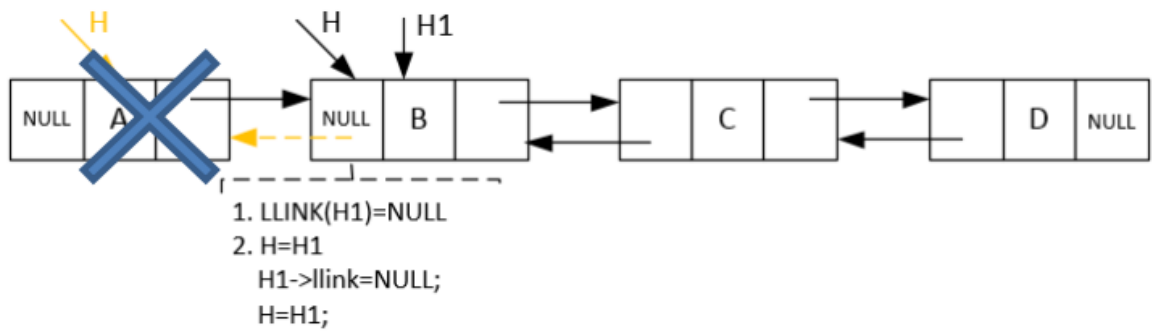 H H H1
NULL A NULL B C D NULL
1. LLINK(H1)=NULL
2. H=H1
H1->llink=NULL;
H=H1;